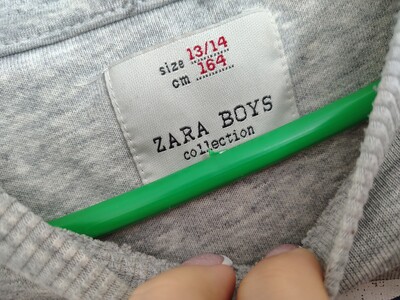 size 13/14
cm 164
ZARA BOYS
collection